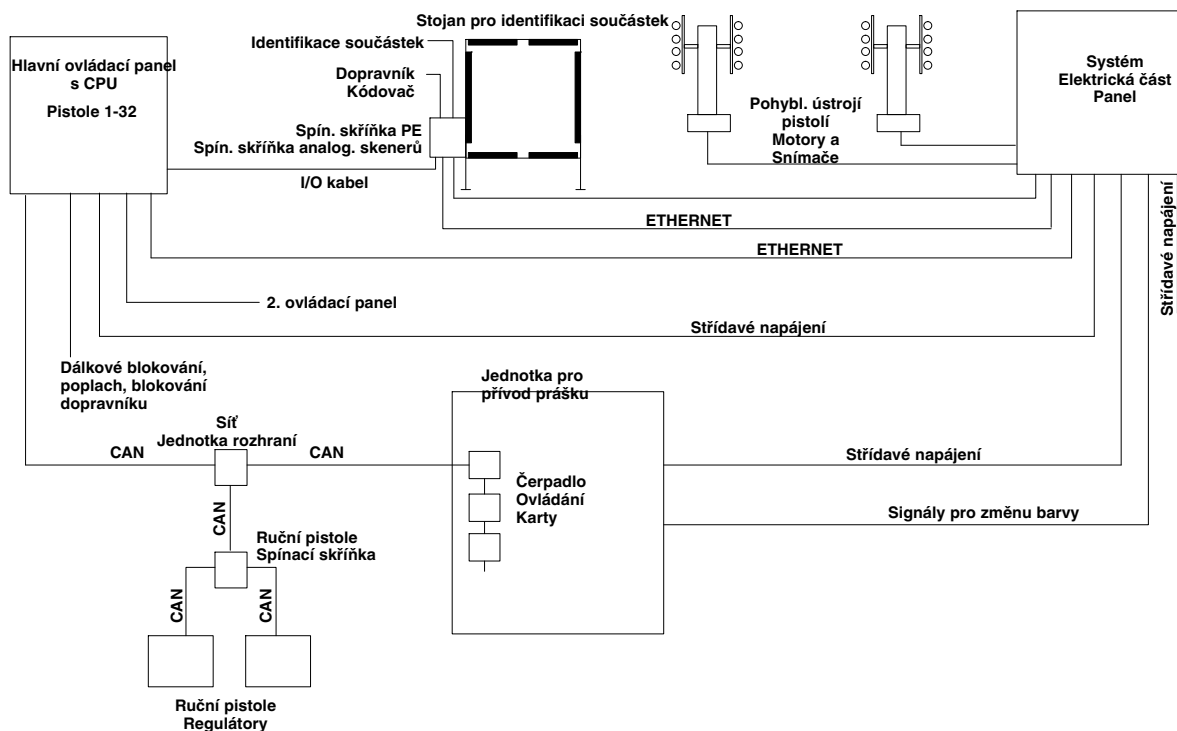 Stojan pro identifikaci součástek
Identifikace součástek
Hlavní ovládací panel
s CPU
Pistole 1-32
Dopravník
Kódovač
Spín. skříňka PE
Spín. skříňka analog. skenerů
I/O kabel
Pohybl. ústrojí
pistolí
Motory a
Snímače
Systém
Elektrická část
Panel
ETHERNET
ETHERNET
Střídavé napájení
2. ovládací panel
Střídavé napájení
Dálkové blokování,
poplach, blokování
dopravníku
Jednotka pro
přívod prášku
Síť
Jednotka rozhraní
CAN
CAN
Střídavé napájení
Čerpadlo
Ovládání
Karty
CAN
Signály pro změnu barvy
Ruční pistole
Spínací skříňka
CAN
CAN
Ruční pistole
Regulátory